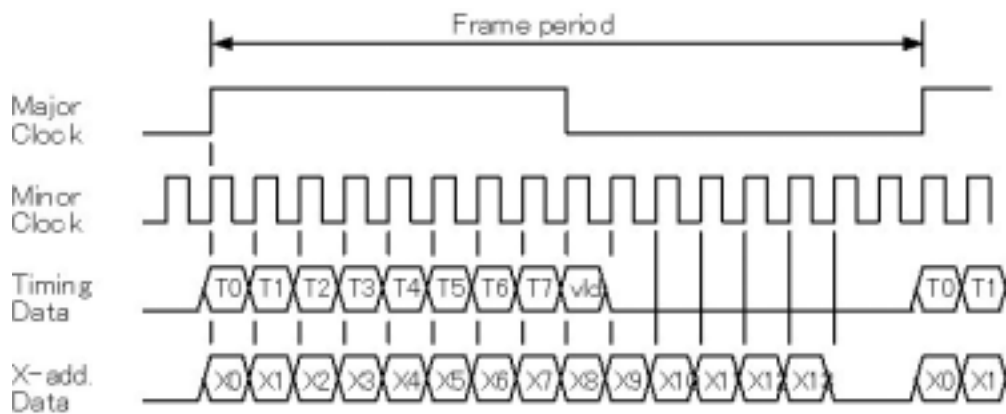 Frame period
Major
Clock
Minor
Clock
Timing
Data
T0 T1 T2 T3 T4 T5 T6 T7 vld T0 T1
X-add.
Data
X0 X1 X2 X3 X4 X5 X6 X7 X8 X9 X10 X0 X1